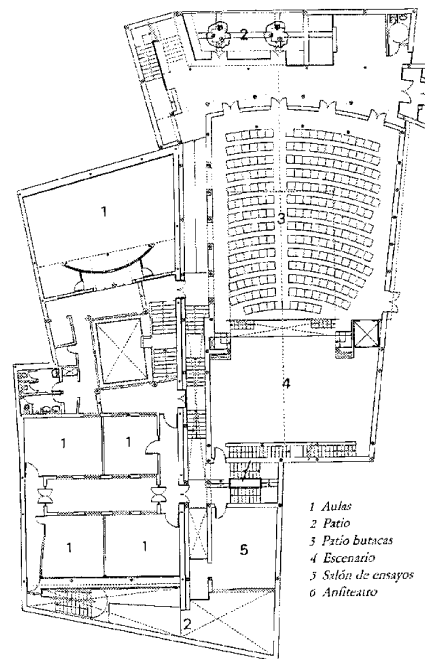 2
1
3
4
1
1
1
1
5
2
1 Aulas
2 Patio
3 Patio butacas
4 Escenario
5 Salón de ensayos
6 Anfiteatro